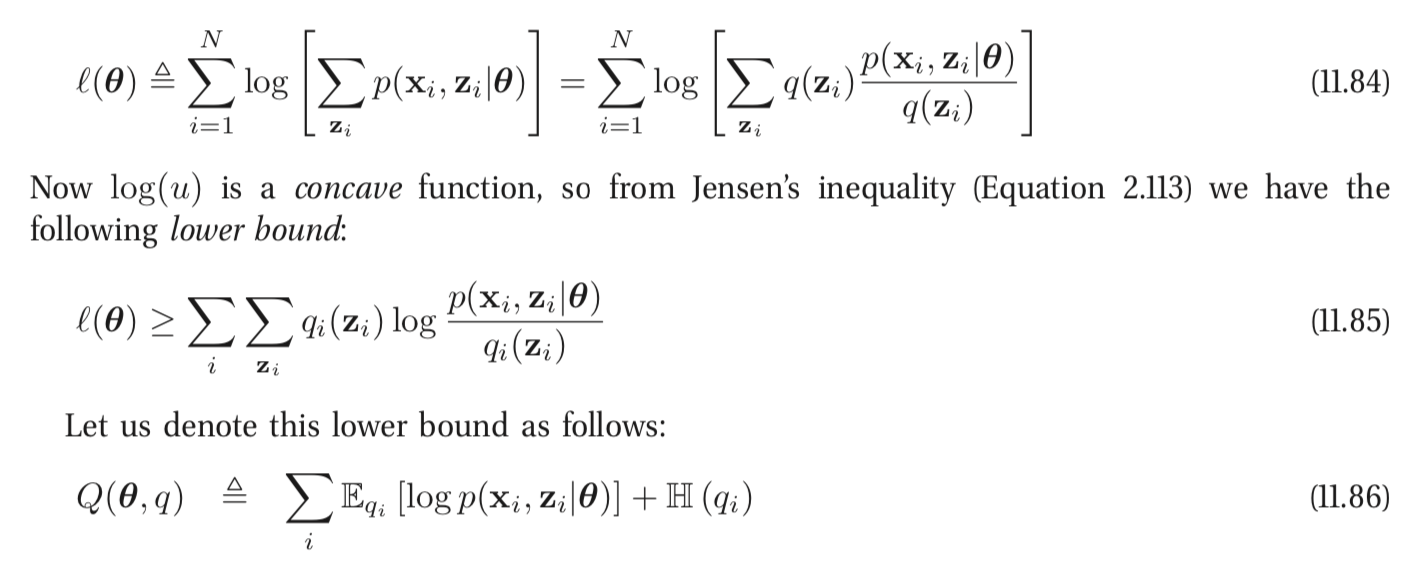 ℓ(θ) ≜ ∑_{i=1}^{N} log [ ∑_{z_i} p(x_i, z_i|θ) ] = ∑_{i=1}^{N} log [ ∑_{z_i} q(z_i) \frac{p(x_i, z_i|θ)}{q(z_i)} ] (11.84)
Now log(u) is a concave function, so from Jensen's inequality (Equation 2.113) we have the
following lower bound:
ℓ(θ) ≥ ∑_i ∑_{z_i} q_i(z_i) log \frac{p(x_i, z_i|θ)}{q_i(z_i)} (11.85)
Let us denote this lower bound as follows:
Q(θ, q) ≜ ∑_i 𝔼_{q_i} [log p(x_i, z_i|θ)] + ℍ (q_i) (11.86)